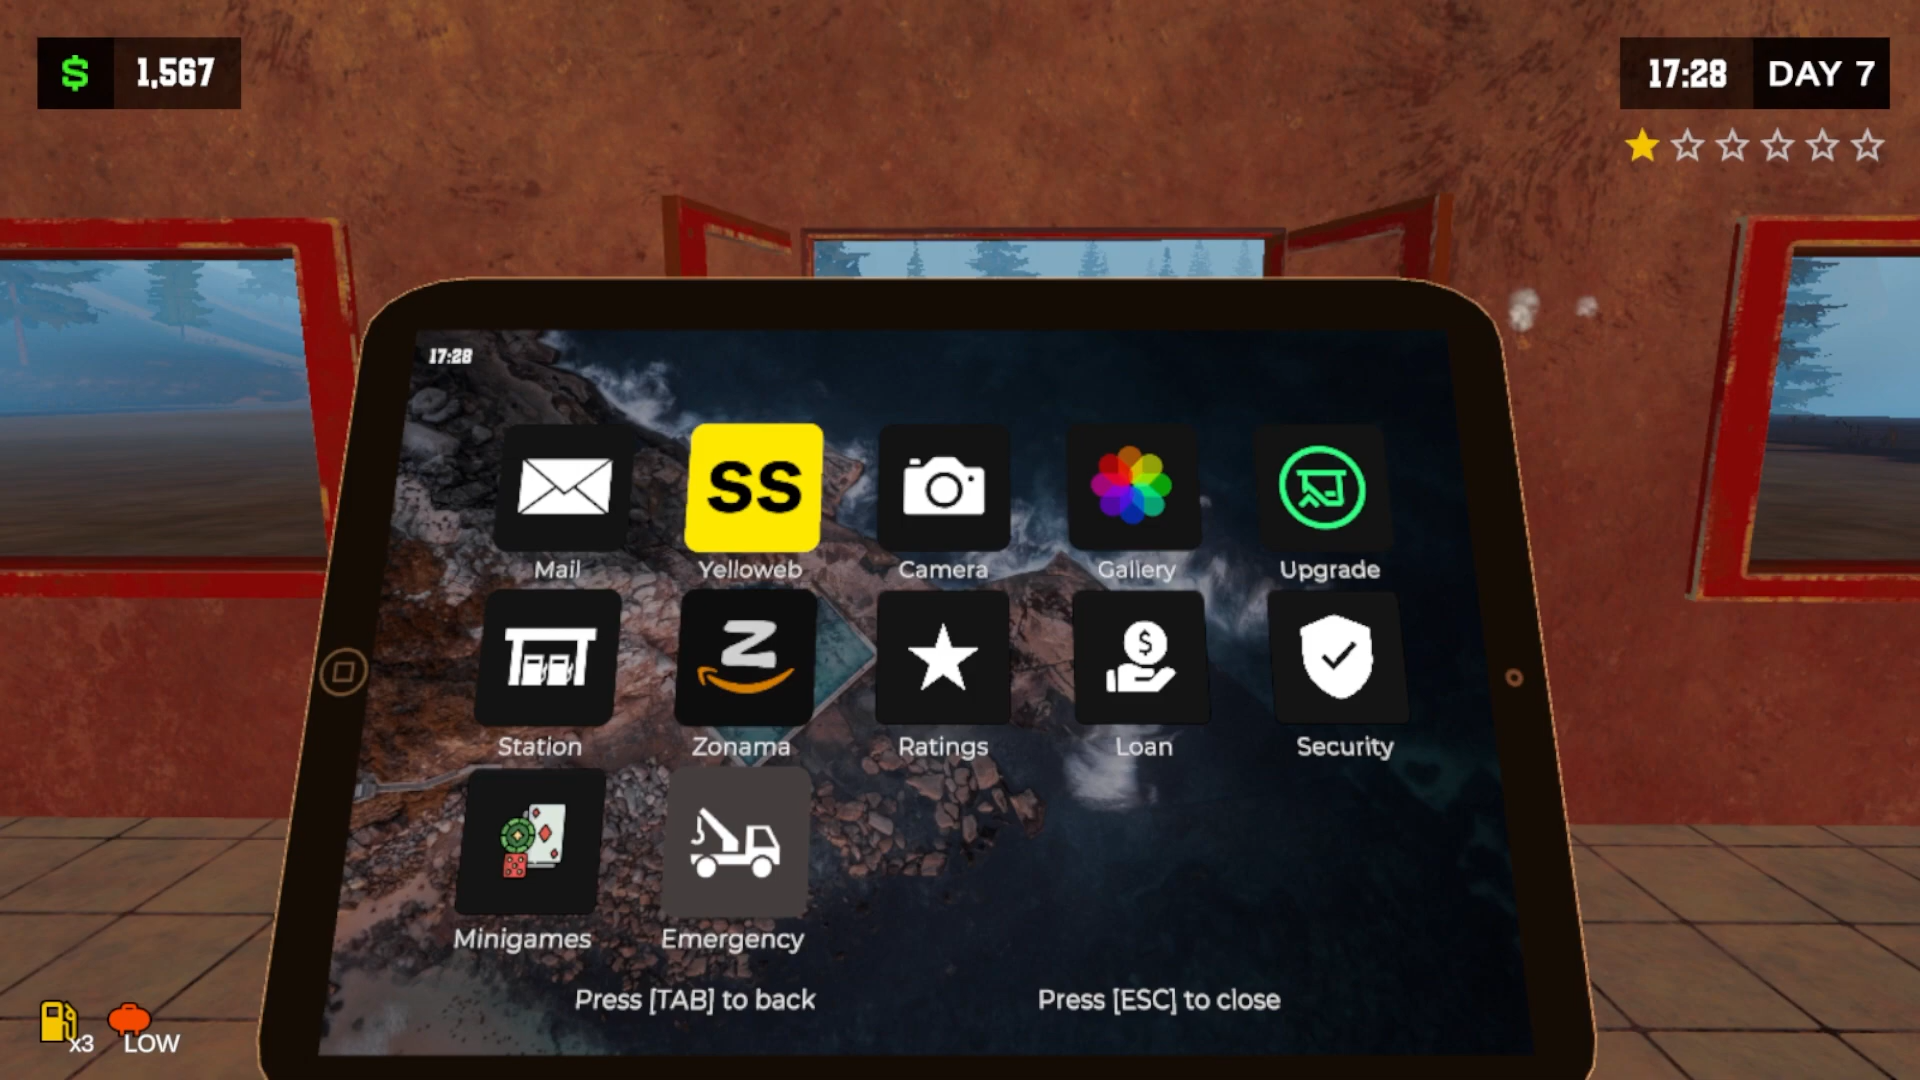 $ 1,567
17:28 DAY 7
17:28
SS
Mail Yelloweb Camera Gallery Upgrade
Z
$
Station Zonama Ratings Loan Security
Minigames Emergency
Press [TAB] to back Press [ESC] to close
x3 LOW